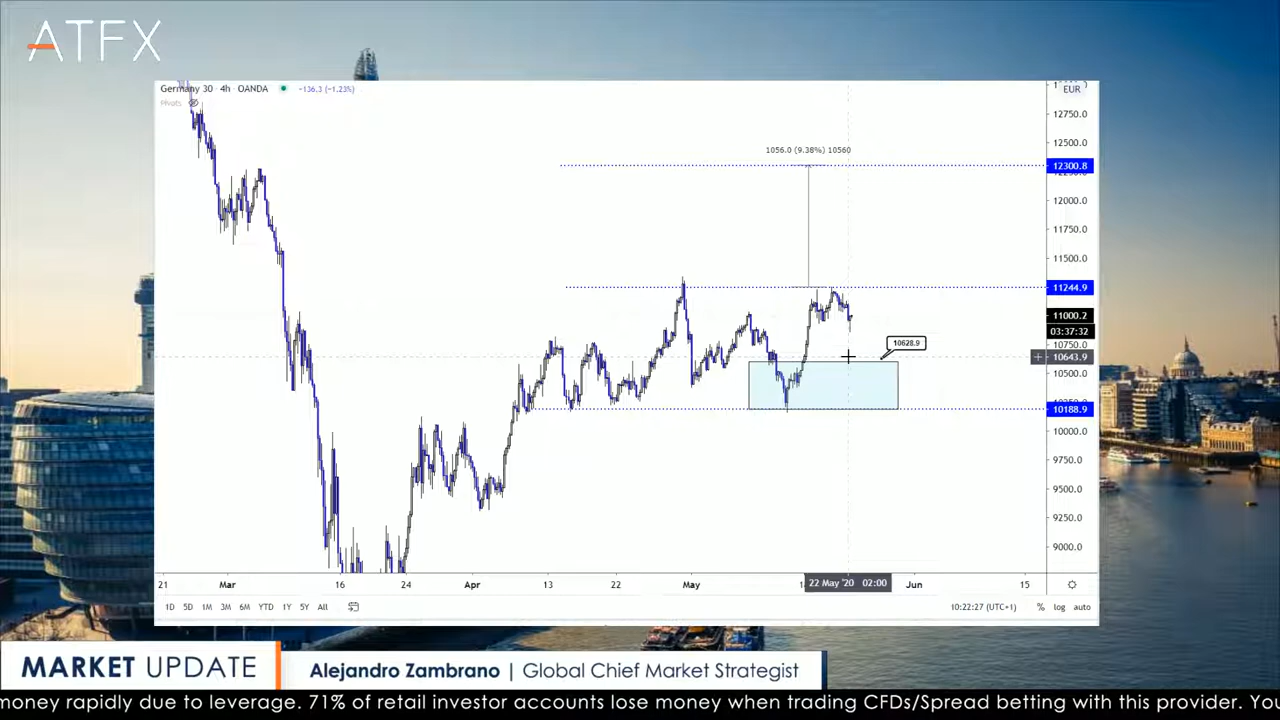 ATFX
Germany 30 · 4h · OANDA
−136.3 (−1.23%)
Pivots
EUR
12750.0
12500.0
1056.0 (9.38%) 10560
12300.8
12000.0
11750.0
11500.0
11244.9
11000.2
03:37:32
10750.0
10628.9
10643.9
10500.0
10188.9
10000.0
9750.0
9500.0
9250.0
9000.0
21 Mar 16 24 Apr 13 22 May 22 May '20 02:00 Jun 15
1D 5D 1M 3M 6M YTD 1Y 5Y All
10:22:27 (UTC+1) % log auto
MARKET UPDATE
Alejandro Zambrano | Global Chief Market Strategist
money rapidly due to leverage. 71% of retail investor accounts lose money when trading CFDs/Spread betting with this provider. You